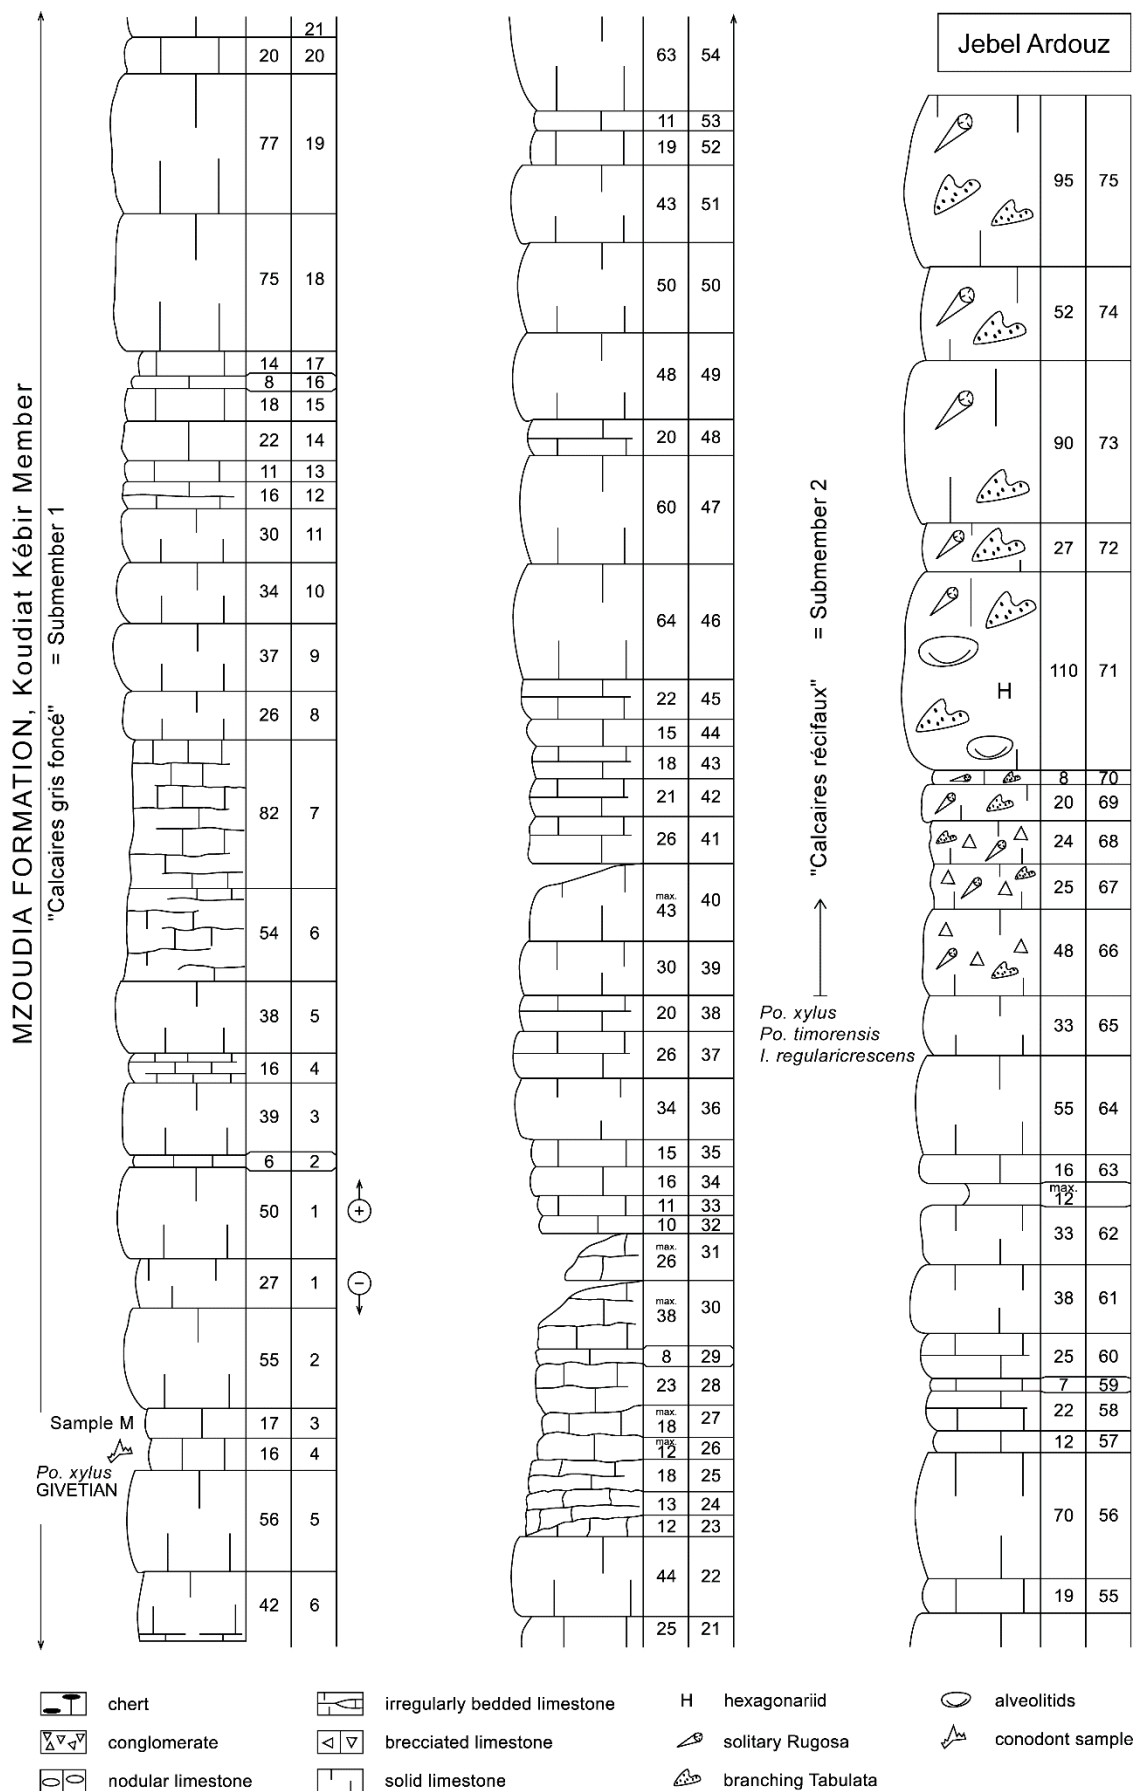 Jebel Ardouz
MZOUDIA FORMATION, Koudiat Kébir Member
"Calcaires gris foncé" = Submember 1
21
20 20
77 19
75 18
14 17
8 16
18 15
22 14
11 13
16 12
30 11
34 10
37 9
26 8
82 7
54 6
38 5
16 4
39 3
6 2
50 1
+
27 1
−
55 2
Sample M 17 3
16 4
Po. xylus
GIVETIAN
56 5
42 6
63 54
11 53
19 52
43 51
50 50
48 49
20 48
60 47
64 46
22 45
15 44
18 43
21 42
26 41
max. 43 40
30 39
20 38
26 37
34 36
15 35
16 34
11 33
10 32
max. 26 31
max. 38 30
8 29
23 28
max. 18 27
max. 12 26
18 25
13 24
12 23
44 22
25 21
"Calcaires récifaux" = Submember 2
Po. xylus
Po. timorensis
I. regularicrescens
95 75
52 74
90 73
27 72
H
110 71
8 70
20 69
24 68
25 67
48 66
33 65
55 64
16 63
max. 12
33 62
38 61
25 60
7 59
22 58
12 57
70 56
19 55
chert
conglomerate
nodular limestone
irregularly bedded limestone
brecciated limestone
solid limestone
H hexagonariid
solitary Rugosa
branching Tabulata
alveolitids
conodont sample